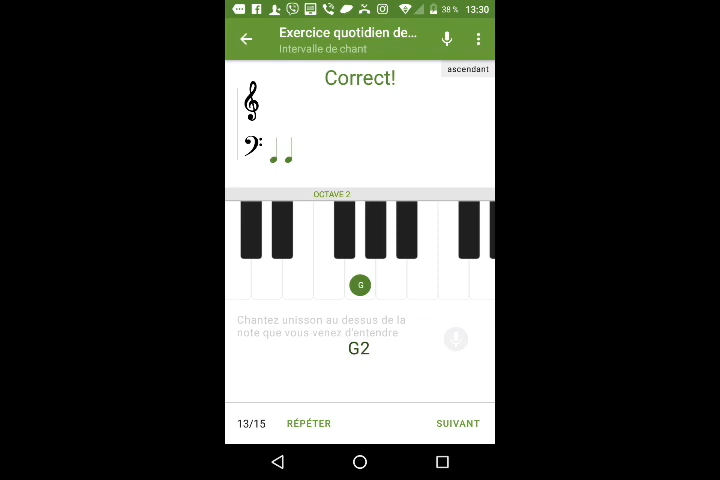 38 % 13:30
Exercice quotidien de...
Intervalle de chant
ascendant
Correct!
OCTAVE 2
G
Chantez unisson au dessus de la
note que vous venez d'entendre
G2
13/15 RÉPÉTER SUIVANT